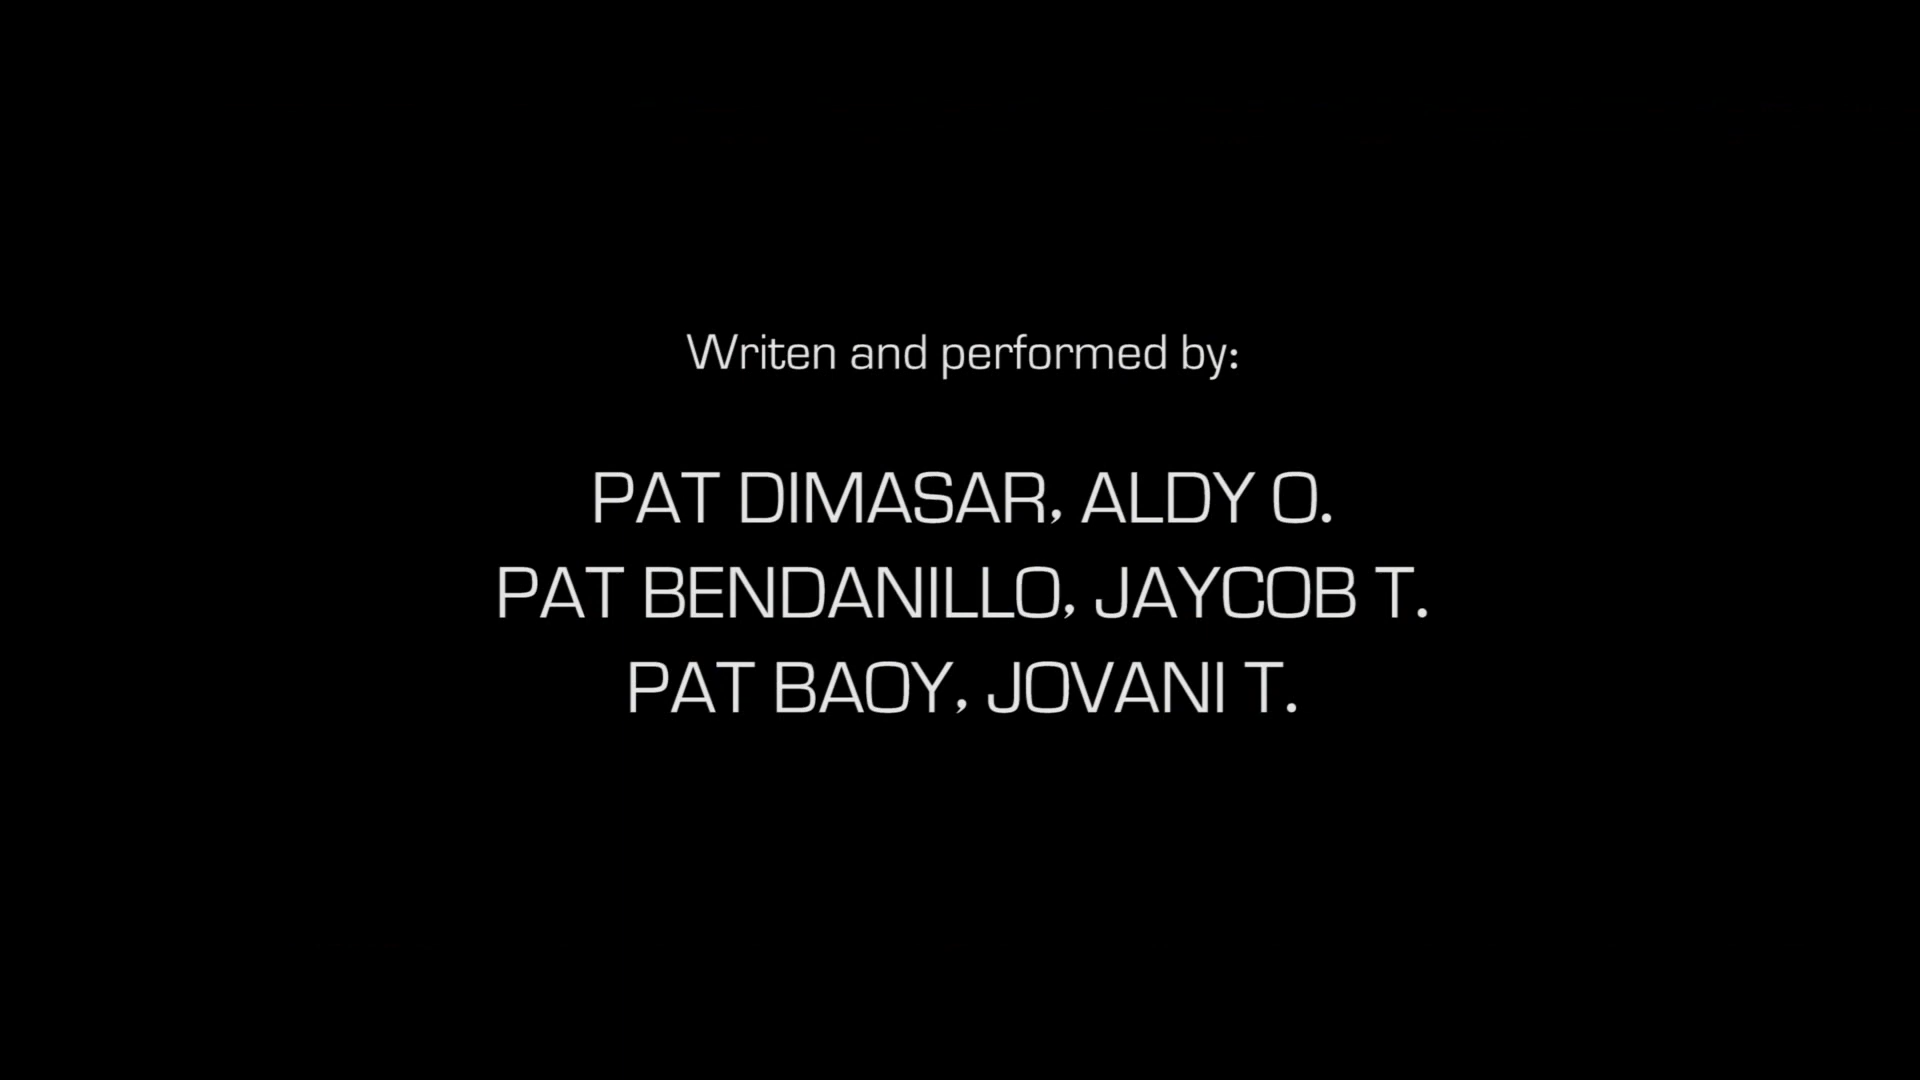 Writen and performed by:
PAT DIMASAR, ALDY O.
PAT BENDANILLO, JAYCOB T.
PAT BAOY, JOVANI T.